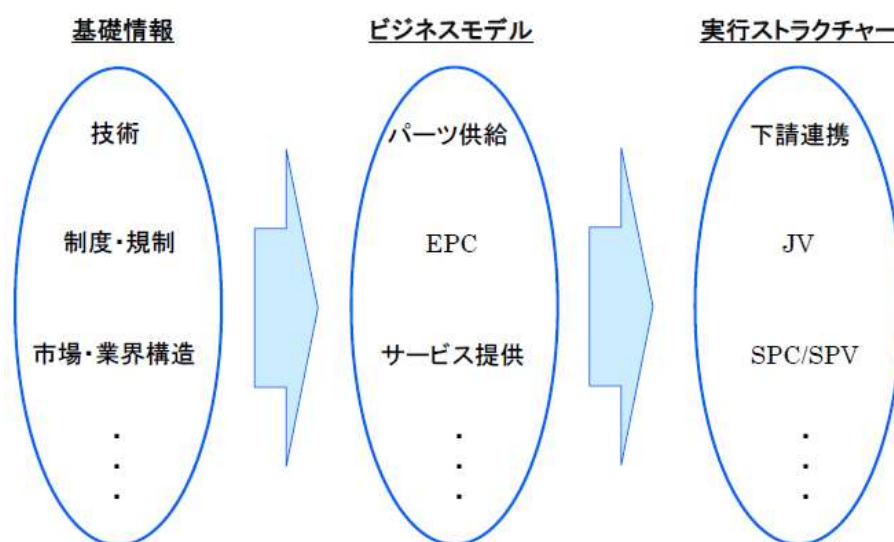 基礎情報
ビジネスモデル
実行ストラクチャー
技術
パーツ供給
下請連携
制度・規制
EPC
JV
市場・業界構造
サービス提供
SPC/SPV
・
・
・
・
・
・
・
・
・